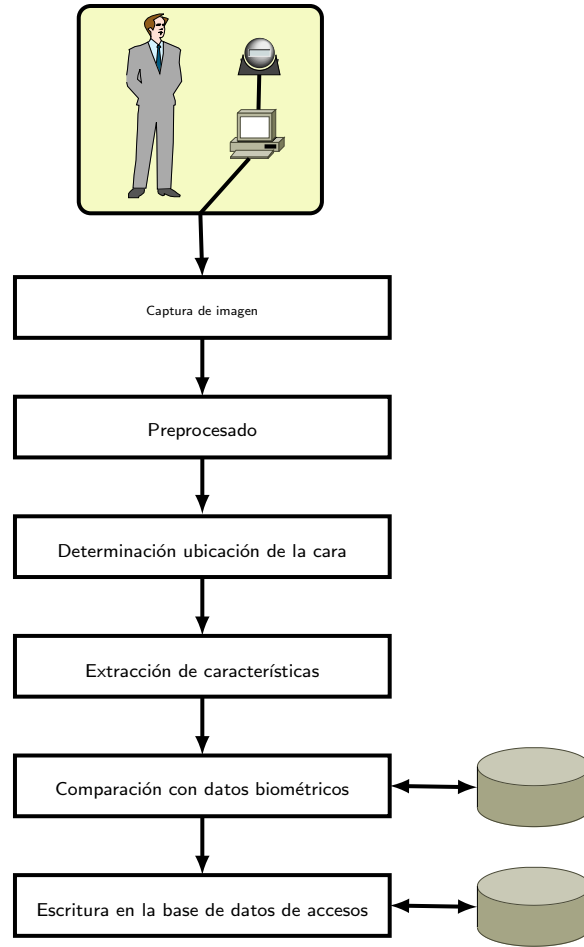 Captura de imagen
Preprocesado
Determinación ubicación de la cara
Extracción de características
Comparación con datos biométricos
Escritura en la base de datos de accesos